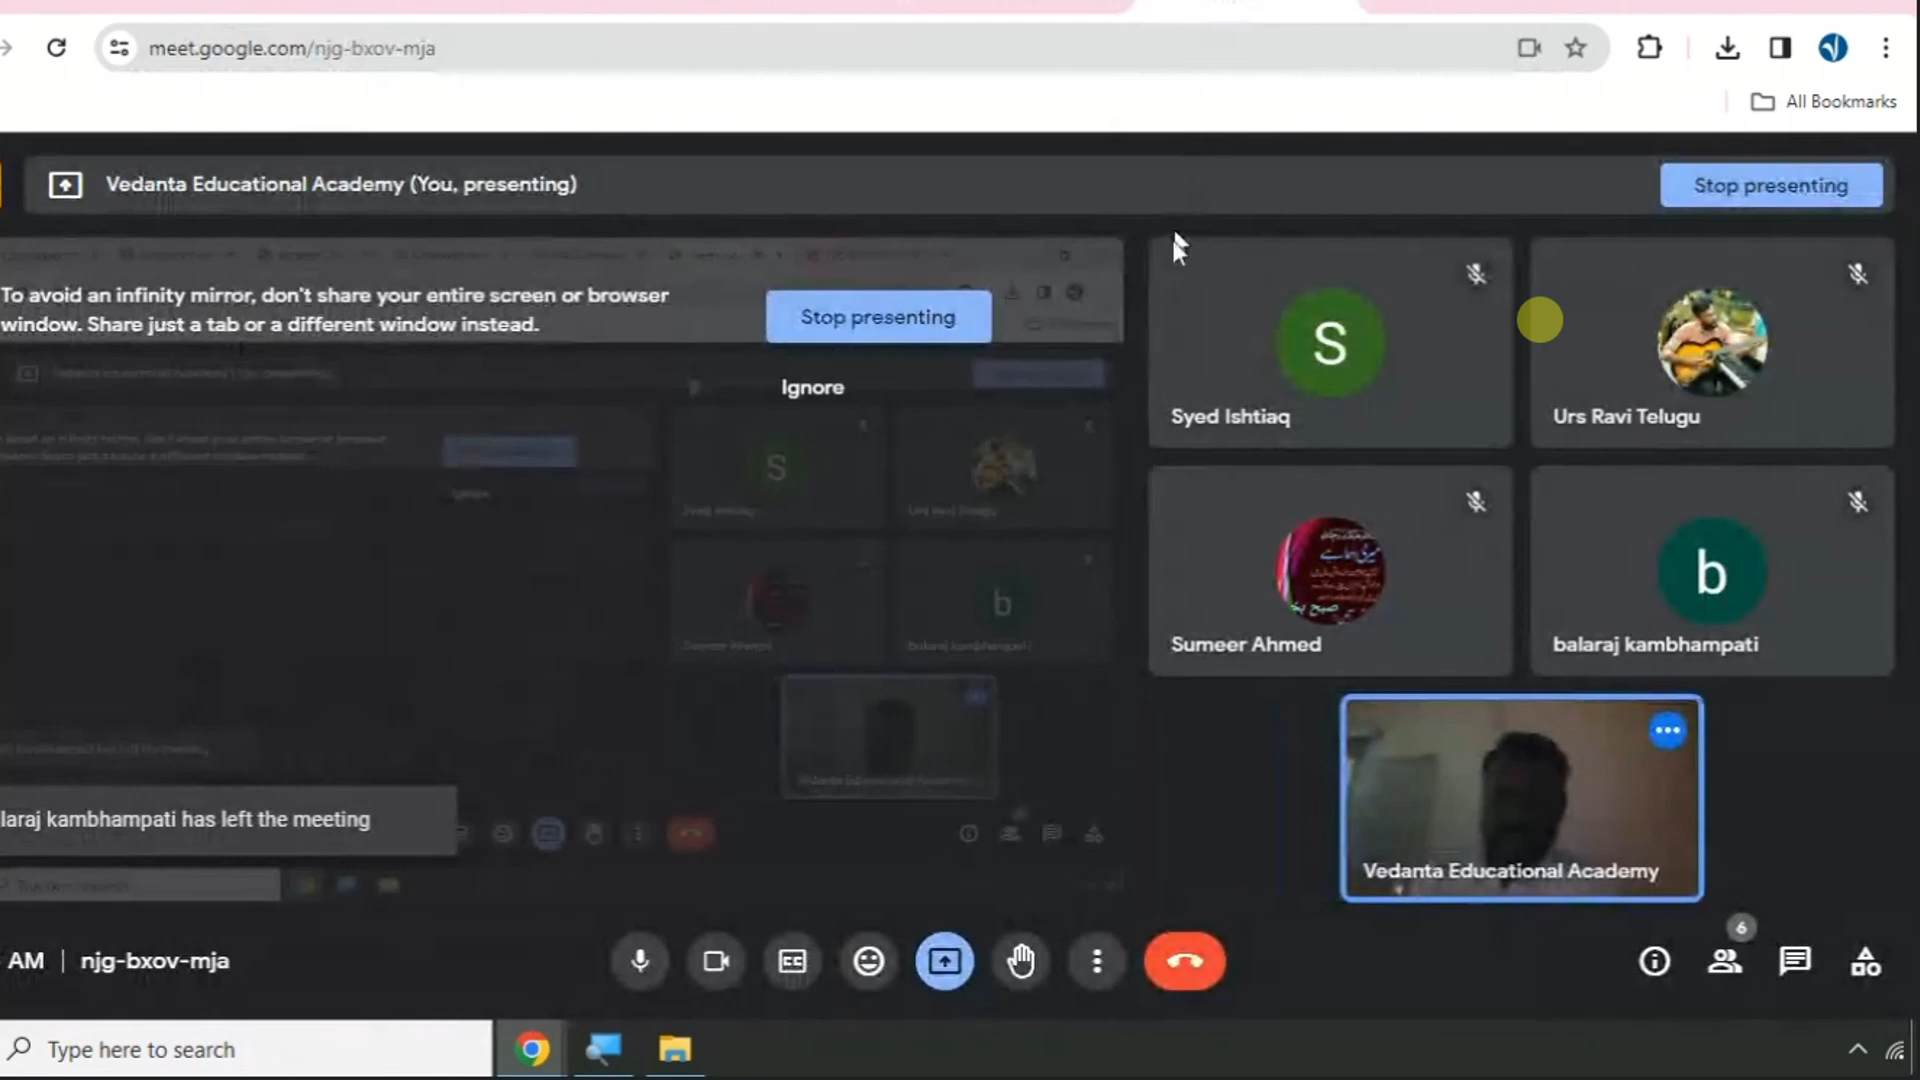 meet.google.com/njg-bxov-mja
All Bookmarks
Vedanta Educational Academy (You, presenting)
Stop presenting
To avoid an infinity mirror, don't share your entire screen or browser
window. Share just a tab or a different window instead.
Stop presenting
Ignore
S
Syed Ishtiaq
Urs Ravi Telugu
Sumeer Ahmed
b
balaraj kambhampati
S
b
laraj kambhampati has left the meeting
Vedanta Educational Academy
AM | njg-bxov-mja
CC
6
Type here to search